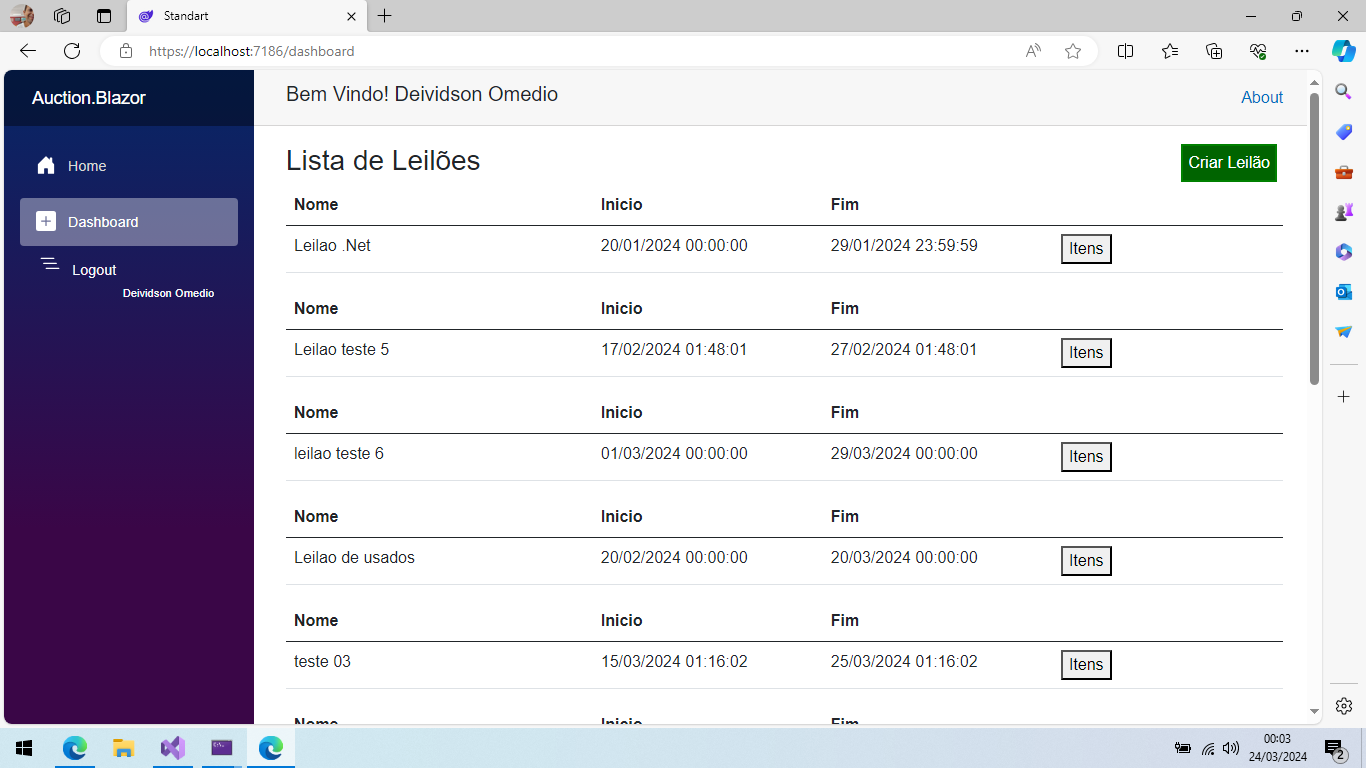 Standart
https://localhost:7186/dashboard
Auction.Blazor
Bem Vindo! Deividson Omedio
About
Home
Dashboard
Logout
Deividson Omedio
Lista de Leilões
Criar Leilão
Nome Inicio Fim
Leilao .Net 20/01/2024 00:00:00 29/01/2024 23:59:59 Itens
Nome Inicio Fim
Leilao teste 5 17/02/2024 01:48:01 27/02/2024 01:48:01 Itens
Nome Inicio Fim
leilao teste 6 01/03/2024 00:00:00 29/03/2024 00:00:00 Itens
Nome Inicio Fim
Leilao de usados 20/02/2024 00:00:00 20/03/2024 00:00:00 Itens
Nome Inicio Fim
teste 03 15/03/2024 01:16:02 25/03/2024 01:16:02 Itens
Nome Inicio Fim
00:03
24/03/2024
2